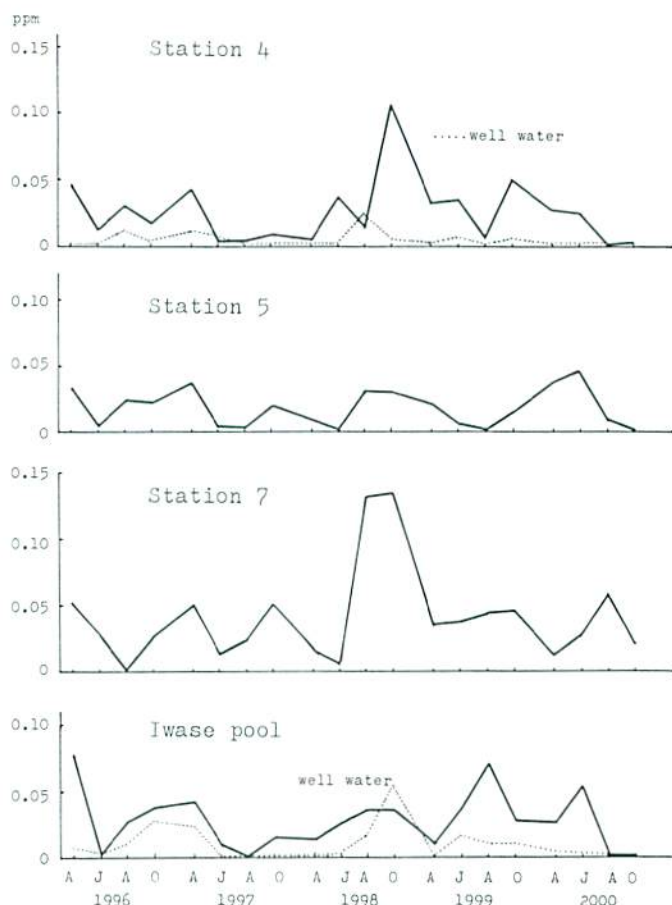 ppm
0.15
Station 4
0.10
well water
0.05
0
Station 5
0.10
0.05
0
0.15
Station 7
0.10
0.05
0
0.10
Iwase pool
well water
0.05
0
A J A O A J A O A J A O A J A O A J A O
1996 1997 1998 1999 2000